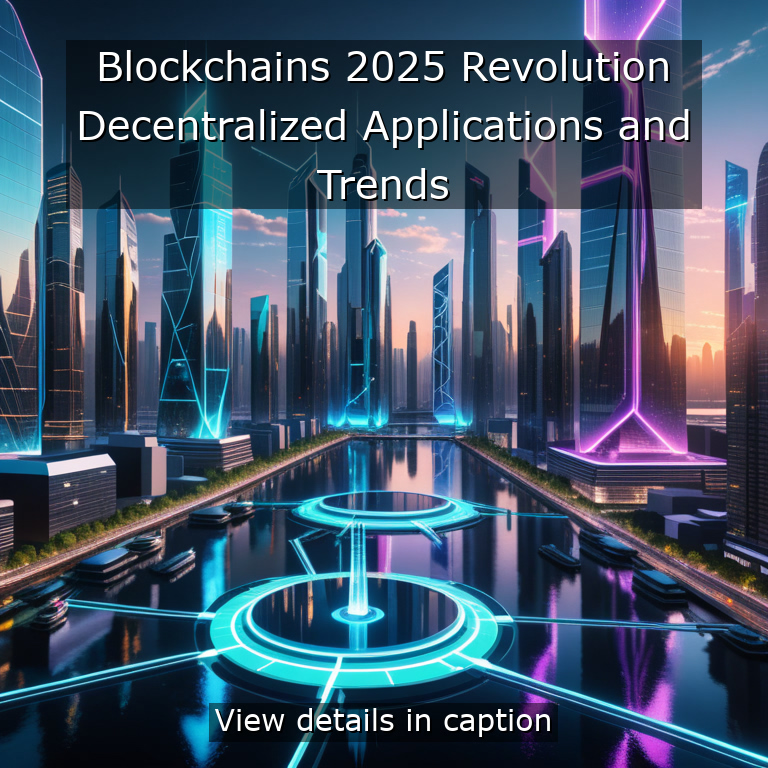 Blockchains 2025 Revolution
Decentralized Applications and
Trends
View details in caption